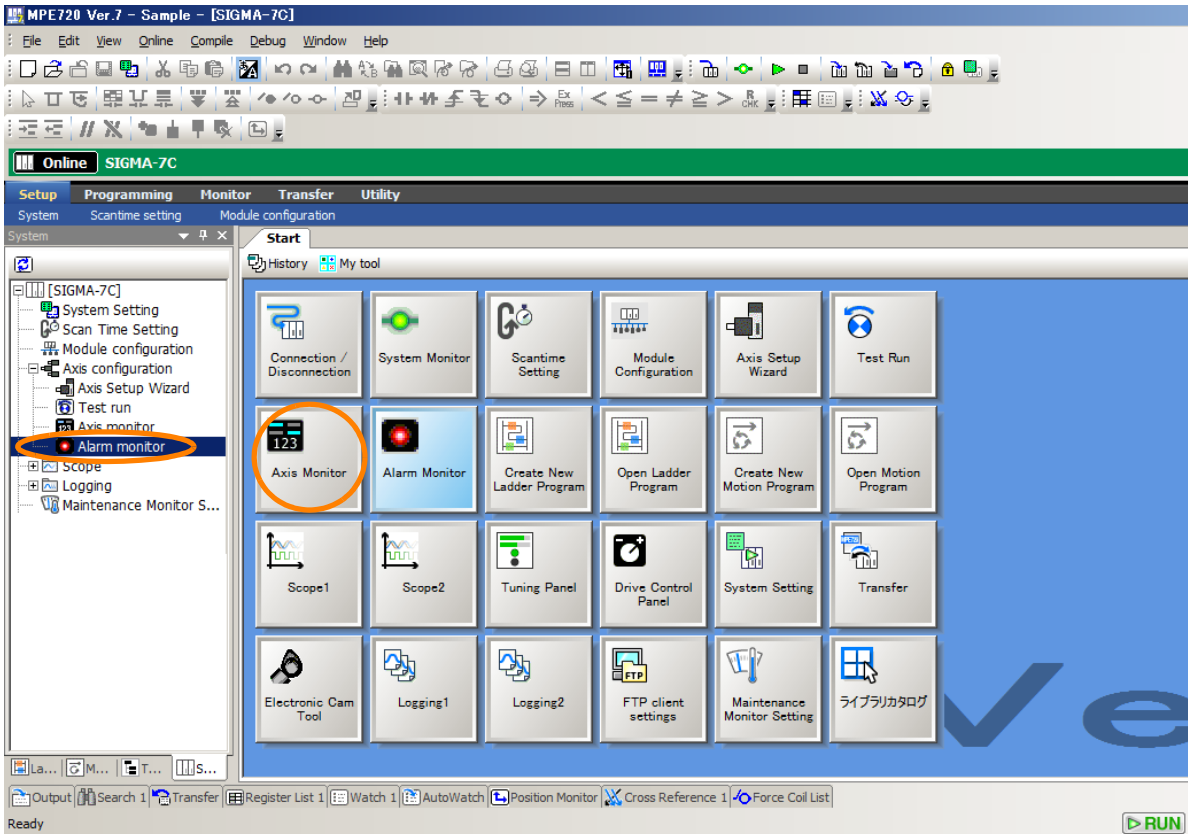 MPE720 Ver.7 - Sample - [SIGMA-7C]
File Edit View Online Compile Debug Window Help
Ex
Press
R
CHK
Online SIGMA-7C
Setup Programming Monitor Transfer Utility
System Scantime setting Module configuration
System
Start
History My tool
[SIGMA-7C]
System Setting
Scan Time Setting
Module configuration
Axis configuration
Axis Setup Wizard
Test run
Axis monitor
Alarm monitor
Scope
Logging
Maintenance Monitor S...
Connection /
Disconnection
System Monitor
Scantime
Setting
Module
Configuration
Axis Setup
Wizard
Test Run
123
Axis Monitor
Alarm Monitor
Create New
Ladder Program
Open Ladder
Program
Create New
Motion Program
Open Motion
Program
Scope1
Scope2
Tuning Panel
Drive Control
Panel
System Setting
Transfer
Electronic Cam
Tool
Logging1
Logging2
FTP
FTP client
settings
Maintenance
Monitor Setting
ライブラリカタログ
Ve
La... M... T... S...
Output Search 1 Transfer Register List 1 Watch 1 AutoWatch Position Monitor Cross Reference 1 Force Coil List
Ready
RUN